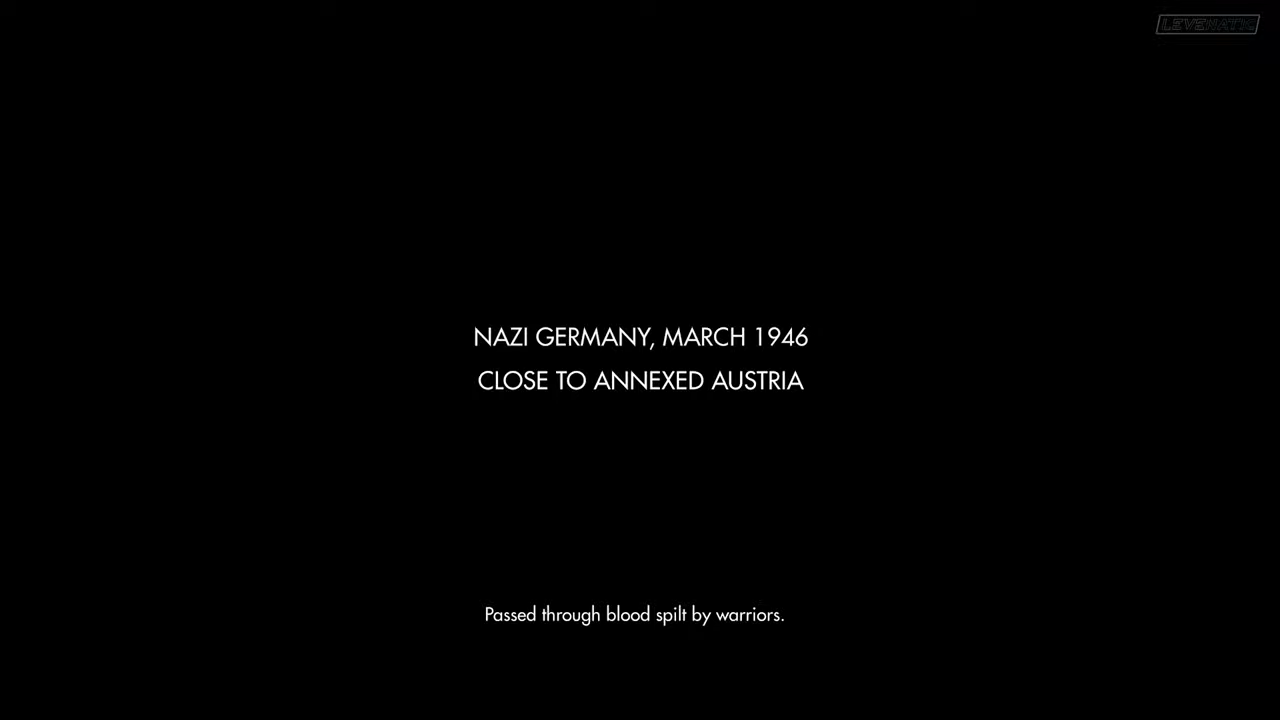 NAZI GERMANY, MARCH 1946
CLOSE TO ANNEXED AUSTRIA
Passed through blood spilt by warriors.